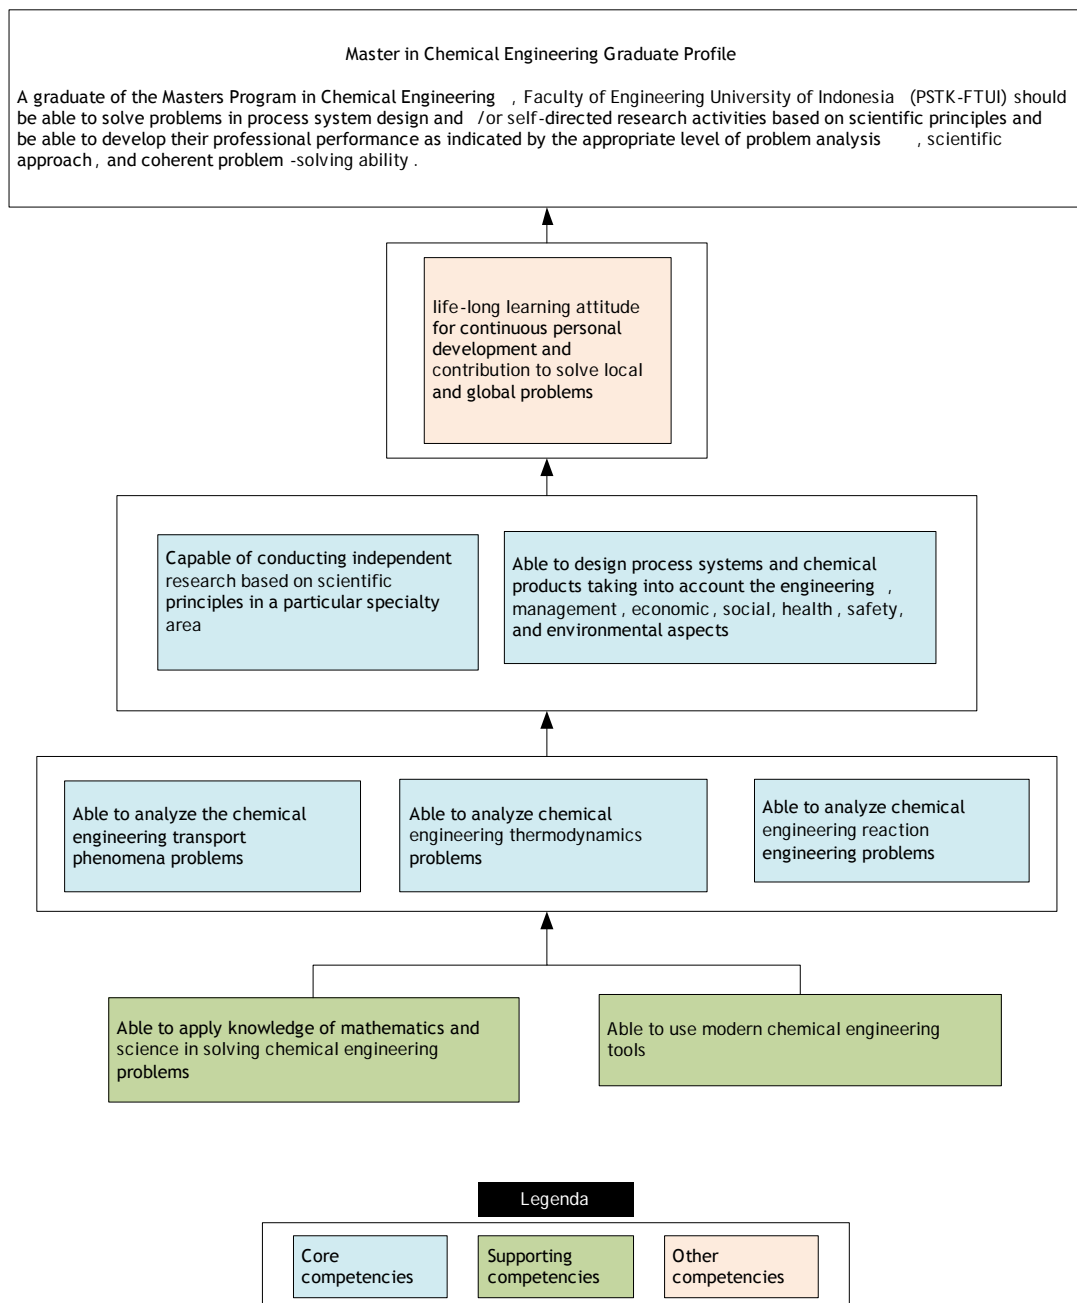 Master in Chemical Engineering Graduate Profile
A graduate of the Masters Program in Chemical Engineering , Faculty of Engineering University of Indonesia (PSTK-FTUI) should
be able to solve problems in process system design and /or self-directed research activities based on scientific principles and
be able to develop their professional performance as indicated by the appropriate level of problem analysis , scientific
approach, and coherent problem -solving ability .
life-long learning attitude
for continuous personal
development and
contribution to solve local
and global problems
Capable of conducting independent
research based on scientific
principles in a particular specialty
area
Able to design process systems and chemical
products taking into account the engineering ,
management , economic, social, health , safety,
and environmental aspects
Able to analyze the chemical
engineering transport
phenomena problems
Able to analyze chemical
engineering thermodynamics
problems
Able to analyze chemical
engineering reaction
engineering problems
Able to apply knowledge of mathematics and
science in solving chemical engineering
problems
Able to use modern chemical engineering
tools
Legenda
Core
competencies
Supporting
competencies
Other
competencies